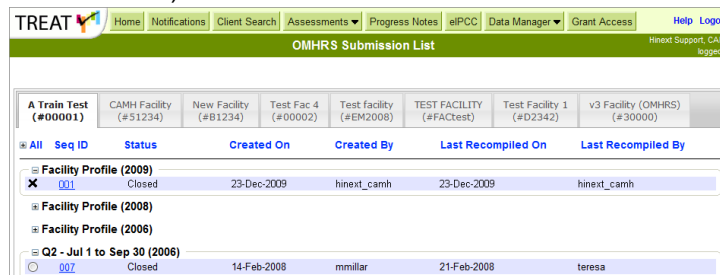 TREAT Home Notifications Client Search Assessments Progress Notes eIPCC Data Manager Grant Access Help Logo
OMHRS Submission List Hinext Support, CA
logged
A Train Test CAMH Facility New Facility Test Fac 4 Test facility TEST FACILITY Test Facility 1 v3 Facility (OMHRS)
(#00001) (#51234) (#B1234) (#00002) (#EM2008) (#FACtest) (#D2342) (#30000)
All Seq ID Status Created On Created By Last Recompiled On Last Recompiled By
Facility Profile (2009)
001 Closed 23-Dec-2009 hinext_camh 23-Dec-2009 hinext_camh
Facility Profile (2008)
Facility Profile (2006)
Q2 - Jul 1 to Sep 30 (2006)
007 Closed 14-Feb-2008 mmillar 21-Feb-2008 teresa